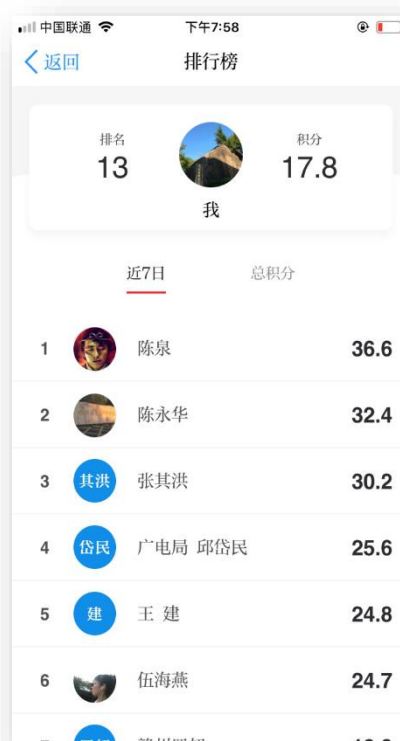 中国联通 下午7:58
返回 排行榜
排名 积分
13 17.8
我
近7日 总积分
1 陈泉 36.6
2 陈永华 32.4
3 其洪 张其洪 30.2
4 岱民 广电局 邱岱民 25.6
5 建 王 建 24.8
6 伍海燕 24.7